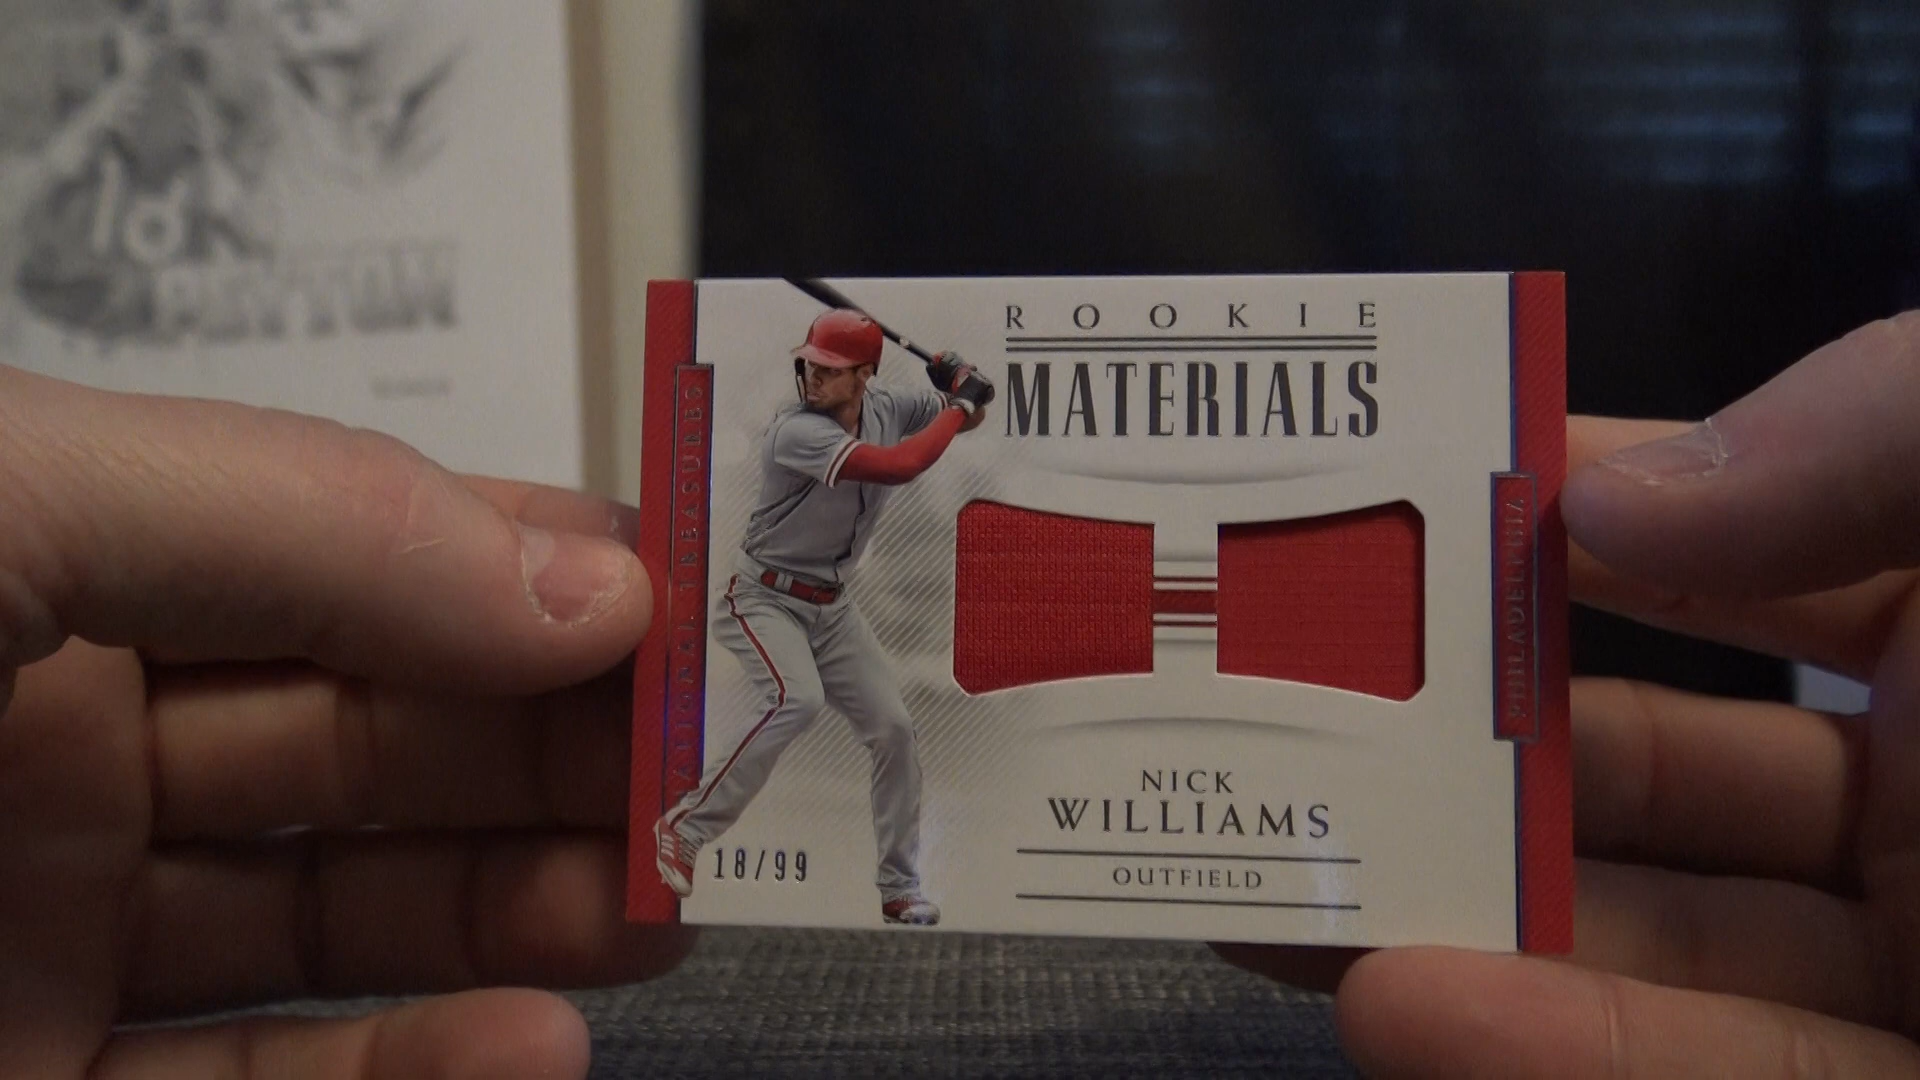 ROOKIE
MATERIALS
NATIONAL TREASURES
PHILADELPHIA
NICK
WILLIAMS
OUTFIELD
18/99